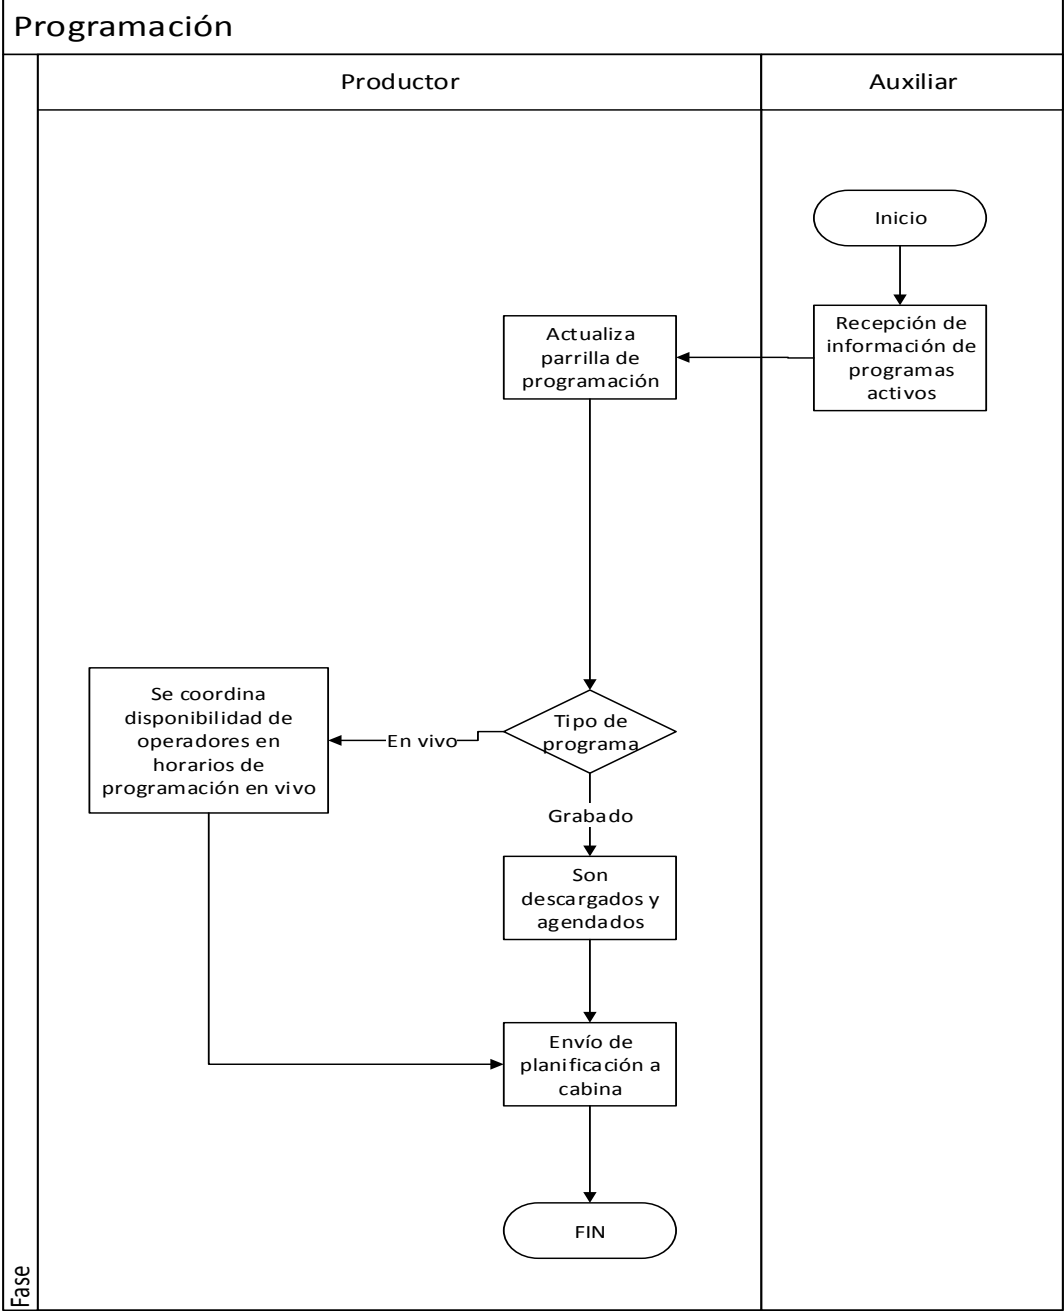 Programación
Productor
Auxiliar
Inicio
Recepción de
información de
programas
activos
Actualiza
parrilla de
programación
Tipo de
programa
En vivo
Se coordina
disponibilidad de
operadores en
horarios de
programación en vivo
Grabado
Son
descargados y
agendados
Envío de
planificación a
cabina
FIN
Fase